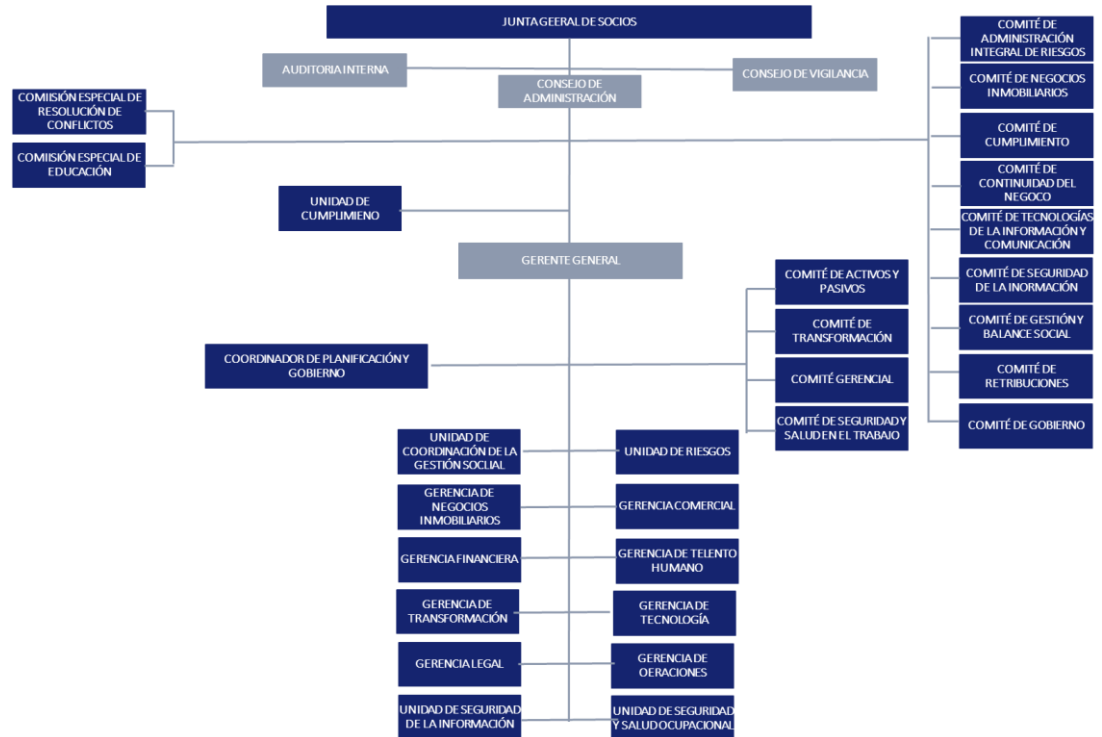 JUNTA GEERAL DE SOCIOS
AUDITORIA INTERNA
CONSEJO DE VIGILANCIA
CONSEJO DE
ADMINISTRACIÓN
COMIISIÓN ESPECIAL DE
RESOLUCIÓN DE
CONFLICTOS
COMIISIÓN ESPECIAL DE
EDUCACIÓN
COMITÉ DE
ADMINISTRACIÓN
INTEGRAL DE RIESGOS
COMITÉ DE NEGOCIOS
INMOBILIARIOS
COMITÉ DE
CUMPLIMIENTO
COMITÉ DE
CONTINUIDAD DEL
NEGOCO
COMITÉ DE TECNOLOGÍAS
DE LA INFORMACIÓN Y
COMUNICACIÓN
COMITÉ DE SEGURIDAD
DE LA INORMACIÓN
COMITÉ DE GESTIÓN Y
BALANCE SOCIAL
COMITÉ DE
RETRIBUCIONES
COMITÉ DE GOBIERNO
UNIDAD DE
CUMPLIMIENO
GERENTE GENERAL
COMITÉ DE ACTIVOS Y
PASIVOS
COMITÉ DE
TRANSFORMACIÓN
COMITÉ GERENCIAL
COMITÉ DE SEGURIDAD Y
SALUD EN EL TRABAJO
COORDINADOR DE PLANIFICACIÓN Y
GOBIERNO
UNIDAD DE
COORDINACIÓN DE LA
GESTIÓN SOCLIAL
UNIDAD DE RIESGOS
GERENCIA DE
NEGOCIOS
INMOBILIARIOS
GERENCIA COMERCIAL
GERENCIA FINANCIERA
GERENCIA DE TELENTO
HUMANO
GERENCIA DE
TRANSFORMACIÓN
GERENCIA DE
TECNOLOGÍA
GERENCIA LEGAL
GERENCIA DE
OERACIONES
UNIDAD DE SEGURIDAD
DE LA INFORMACIÓN
UNIDAD DE SEGURIDAD
Y SALUD OCUPACIONAL